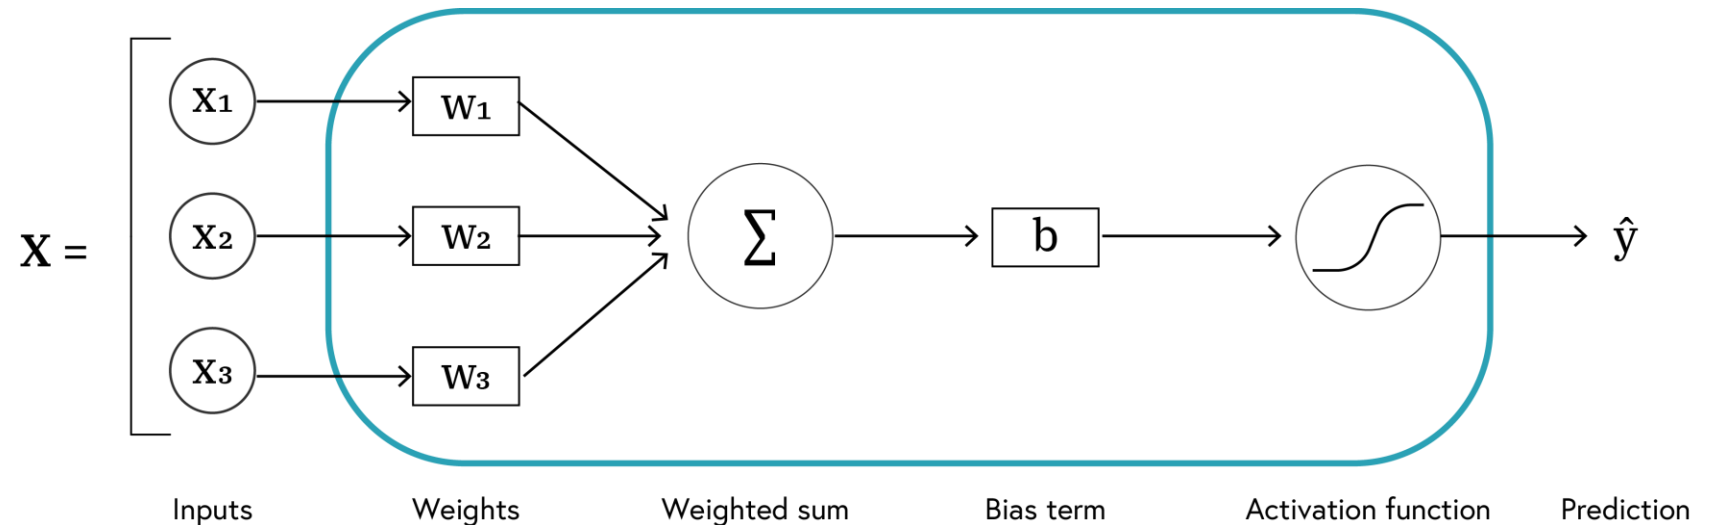 X =
x1
x2
x3
w1
w2
w3
Σ
b
ŷ
Inputs Weights Weighted sum Bias term Activation function Prediction